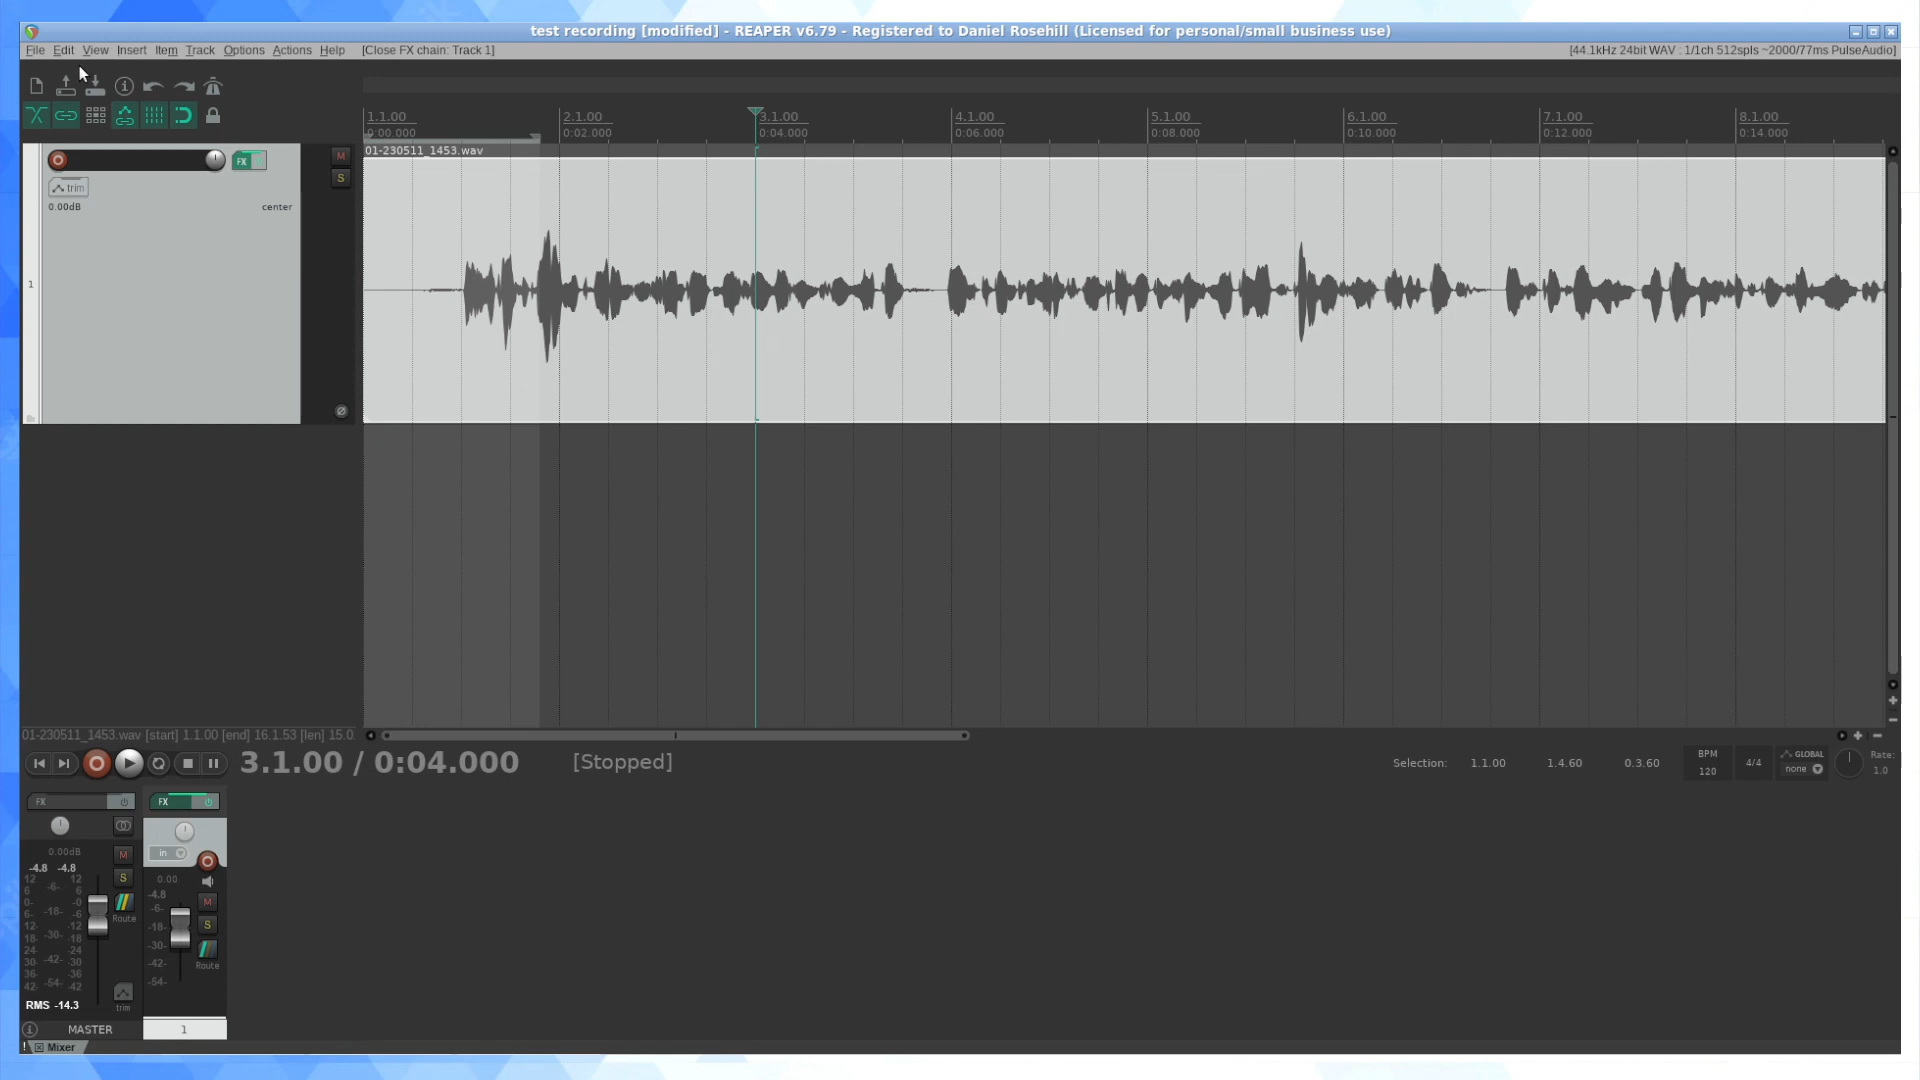 test recording [modified] - REAPER v6.79 - Registered to Daniel Rosehill (Licensed for personal/small business use)
File Edit View Insert Item Track Options Actions Help [Close FX chain: Track 1] [44.1kHz 24bit WAV : 1/1ch 512spls ~2000/77ms PulseAudio]
1.1.00 2.1.00 3.1.00 4.1.00 5.1.00 6.1.00 7.1.00 8.1.00
0:00.000 0:02.000 0:04.000 0:06.000 0:08.000 0:10.000 0:12.000 0:14.000
01-230511_1453.wav
FX M
S
trim
0.00dB center
1
01-230511_1453.wav [start] 1.1.00 [end] 16.1.53 [len] 15.0
3.1.00 / 0:04.000 [Stopped] Selection: 1.1.00 1.4.60 0.3.60
BPM
120
4/4
GLOBAL
none
Rate:
1.0
FX FX
in
0.00dB M
-4.8 -4.8
S
12 12
6 -6- 6
0- -0
6- -18- -6
12- -12
18- -30- -18
24- -24
30- -42- -30
36- -36
42- -54- -42
Route
RMS -14.3
trim
MASTER
0.00
-4.8
-6-
-18-
-30-
-42-
-54-
M
S
Route
1
! Mixer